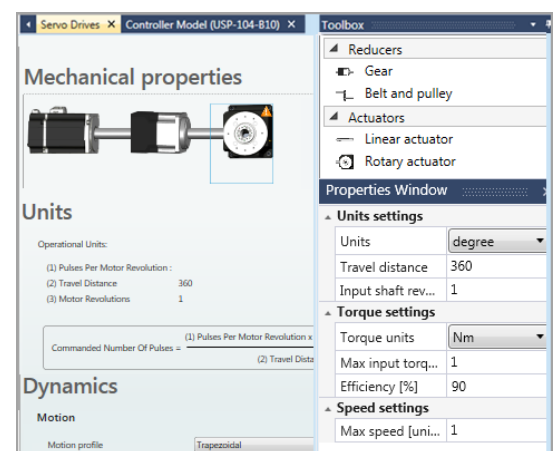 Servo Drives
Controller Model (USP-104-B10)
Mechanical properties
Units
Operational Units:
(1) Pulses Per Motor Revolution :
(2) Travel Distance 360
(3) Motor Revolutions 1
(1) Pulses Per Motor Revolution x
Commanded Number Of Pulses =
(2) Travel Dista
Dynamics
Motion
Motion profile Trapezoidal
Toolbox
Reducers
Gear
Belt and pulley
Actuators
Linear actuator
Rotary actuator
Properties Window
Units settings
Units degree
Travel distance 360
Input shaft rev... 1
Torque settings
Torque units Nm
Max input torq... 1
Efficiency [%] 90
Speed settings
Max speed [uni... 1